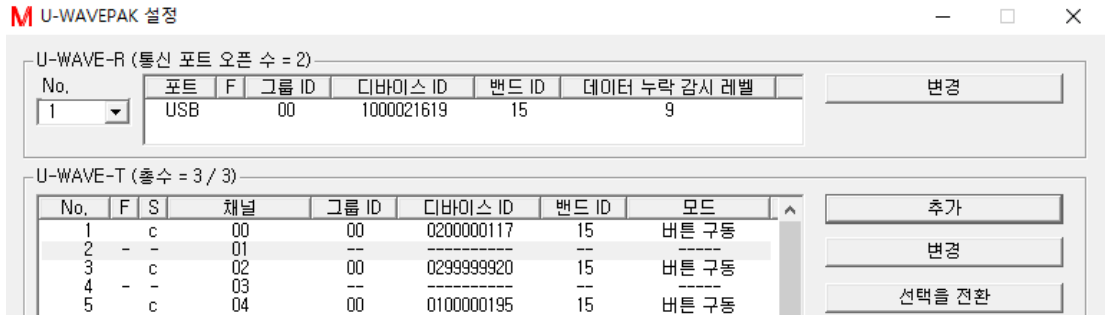 M U-WAVEPAK 설정
U-WAVE-R (통신 포트 오픈 수 = 2)
No. 포트 F 그룹 ID 디바이스 ID 밴드 ID 데이터 누락 감시 레벨 변경
1 USB 00 1000021619 15 9
U-WAVE-T (총수 = 3 / 3)
No. F S 채널 그룹 ID 디바이스 ID 밴드 ID 모드 추가
1 c 00 00 0200000117 15 버튼 구동
2 - - 01 -- ---------- -- ----- 변경
3 c 02 00 0299999920 15 버튼 구동
4 - - 03 -- ---------- -- ----- 선택을 전환
5 c 04 00 0100000195 15 버튼 구동